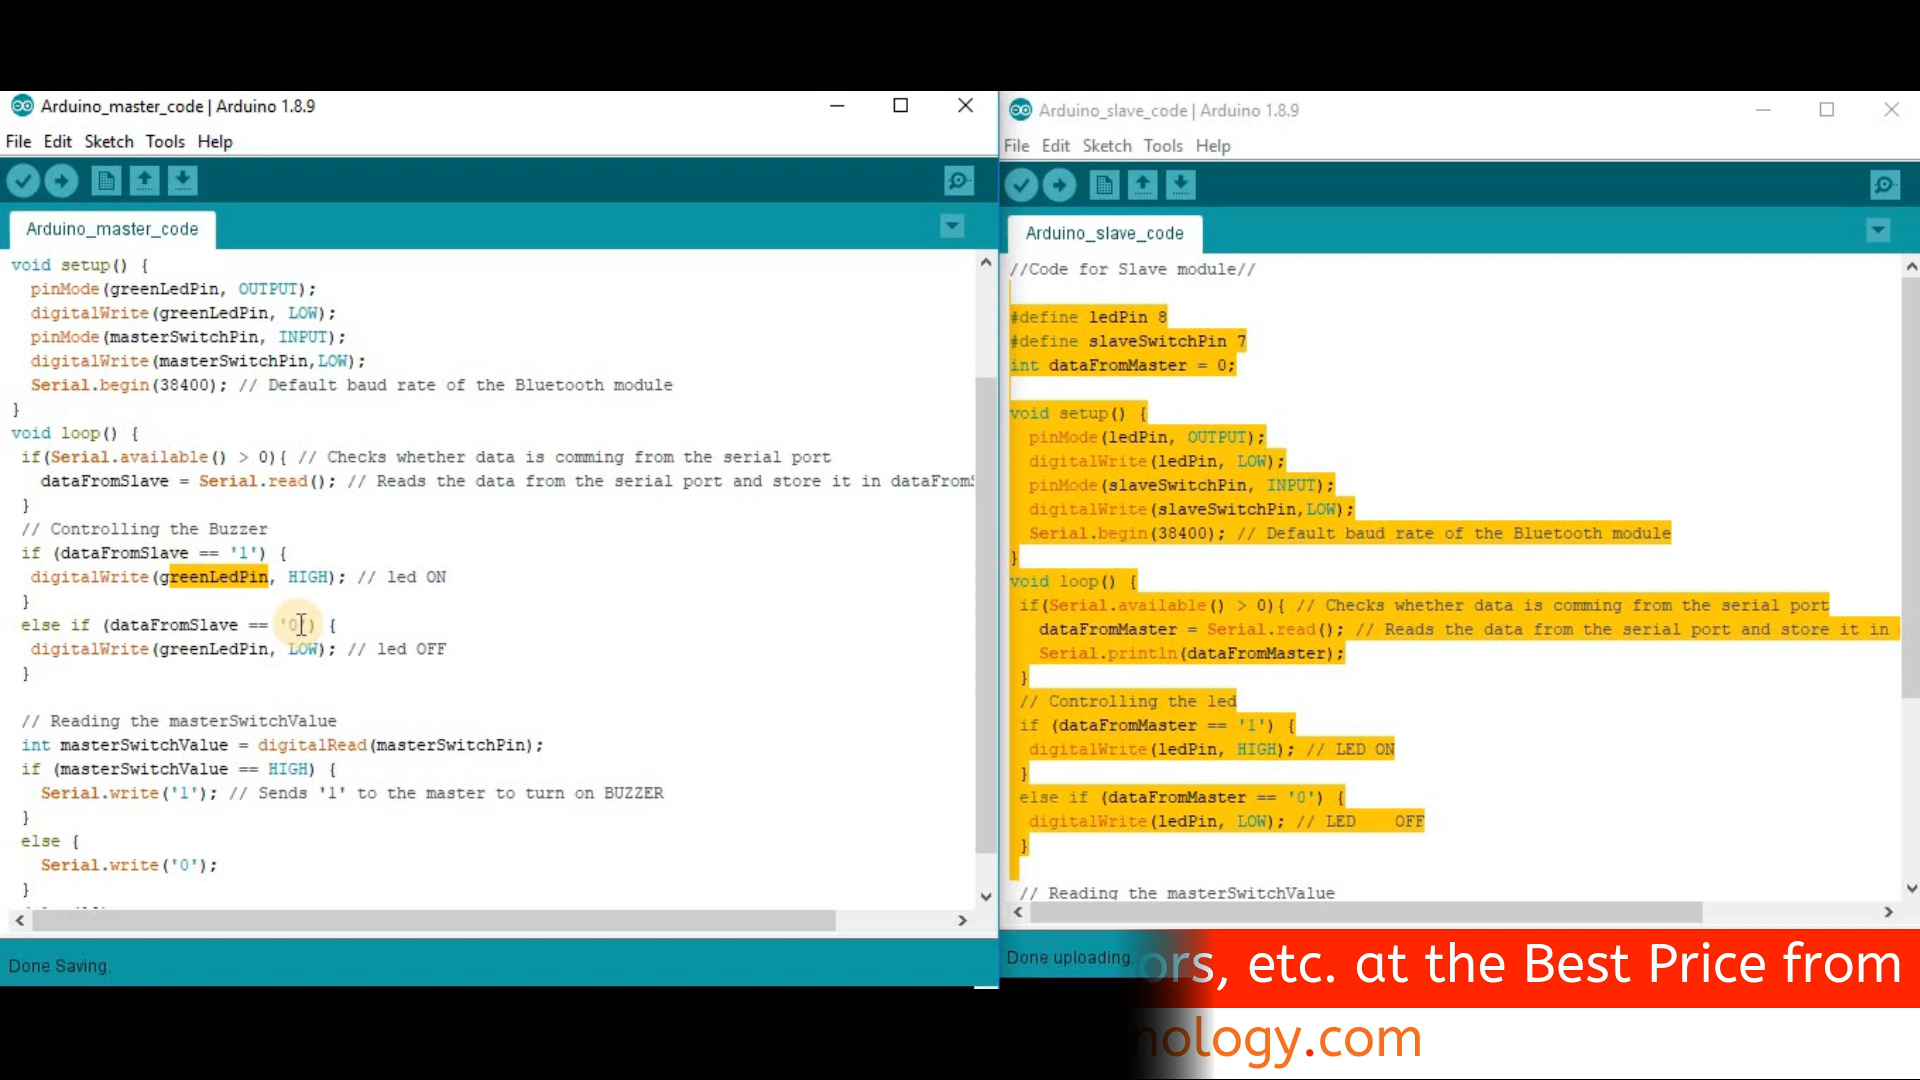 Arduino_master_code | Arduino 1.8.9
File Edit Sketch Tools Help
Arduino_master_code
void setup() {
pinMode(greenLedPin, OUTPUT);
digitalWrite(greenLedPin, LOW);
pinMode(masterSwitchPin, INPUT);
digitalWrite(masterSwitchPin,LOW);
Serial.begin(38400); // Default baud rate of the Bluetooth module
}
void loop() {
if(Serial.available() > 0){ // Checks whether data is comming from the serial port
dataFromSlave = Serial.read(); // Reads the data from the serial port and store it in dataFromS
}
// Controlling the Buzzer
if (dataFromSlave == '1') {
digitalWrite(greenLedPin, HIGH); // led ON
}
else if (dataFromSlave == '0') {
digitalWrite(greenLedPin, LOW); // led OFF
}
// Reading the masterSwitchValue
int masterSwitchValue = digitalRead(masterSwitchPin);
if (masterSwitchValue == HIGH) {
Serial.write('1'); // Sends '1' to the master to turn on BUZZER
}
else {
Serial.write('0');
}
Done Saving.
Arduino_slave_code | Arduino 1.8.9
File Edit Sketch Tools Help
Arduino_slave_code
//Code for Slave module//
#define ledPin 8
#define slaveSwitchPin 7
int dataFromMaster = 0;
void setup() {
pinMode(ledPin, OUTPUT);
digitalWrite(ledPin, LOW);
pinMode(slaveSwitchPin, INPUT);
digitalWrite(slaveSwitchPin,LOW);
Serial.begin(38400); // Default baud rate of the Bluetooth module
}
void loop() {
if(Serial.available() > 0){ // Checks whether data is comming from the serial port
dataFromMaster = Serial.read(); // Reads the data from the serial port and store it in
Serial.println(dataFromMaster);
}
// Controlling the led
if (dataFromMaster == '1') {
digitalWrite(ledPin, HIGH); // LED ON
}
else if (dataFromMaster == '0') {
digitalWrite(ledPin, LOW); // LED OFF
}
// Reading the masterSwitchValue
Done uploading.
ors, etc. at the Best Price from
nology.com